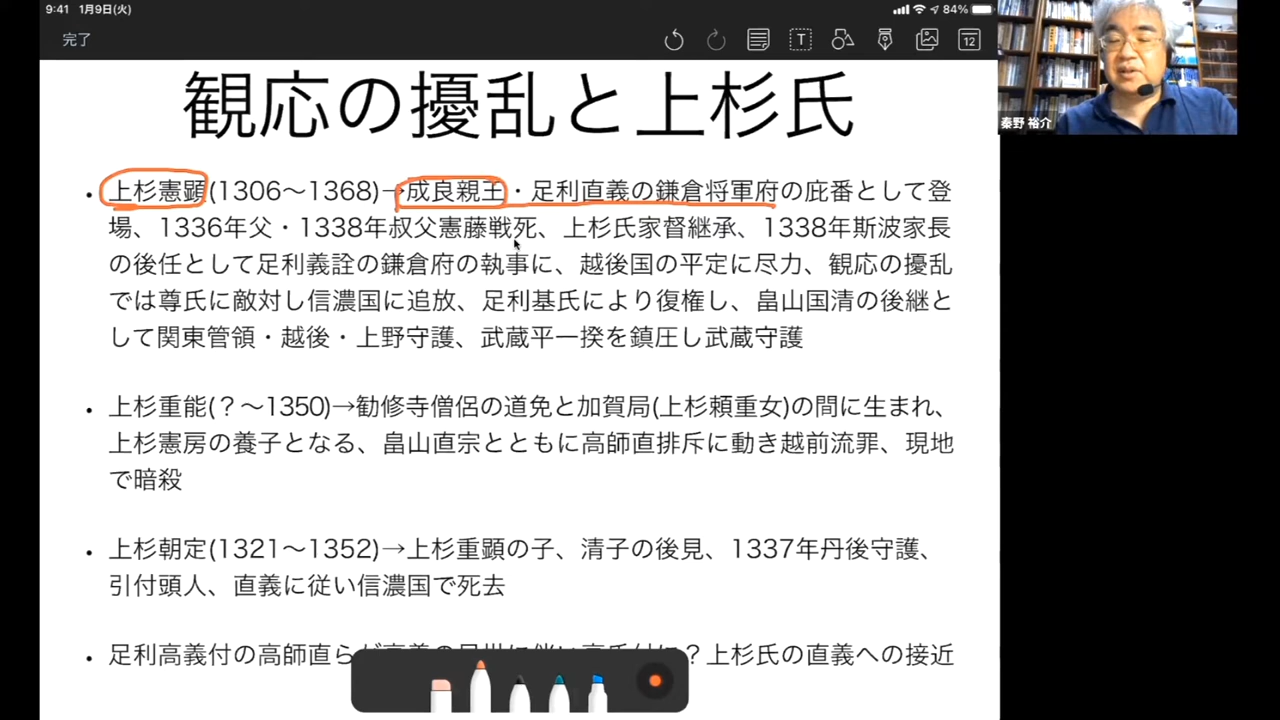 9:41 1月9日(火)
84%
完了
12
観応の擾乱と上杉氏
秦野 裕介
• 上杉憲顕(1306〜1368)→成良親王・足利直義の鎌倉将軍府の庇番として登
場、1336年父・1338年叔父憲藤戦死、上杉氏家督継承、1338年斯波家長
の後任として足利義詮の鎌倉府の執事に、越後国の平定に尽力、観応の擾乱
では尊氏に敵対し信濃国に追放、足利基氏により復権し、畠山国清の後継と
して関東管領・越後・上野守護、武蔵平一揆を鎮圧し武蔵守護
• 上杉重能(？〜1350)→勧修寺僧侶の道免と加賀局(上杉頼重女)の間に生まれ、
上杉憲房の養子となる、畠山直宗とともに高師直排斥に動き越前流罪、現地
で暗殺
• 上杉朝定(1321〜1352)→上杉重顕の子、清子の後見、1337年丹後守護、
引付頭人、直義に従い信濃国で死去
• 足利高義付の高師直ら？上杉氏の直義への接近